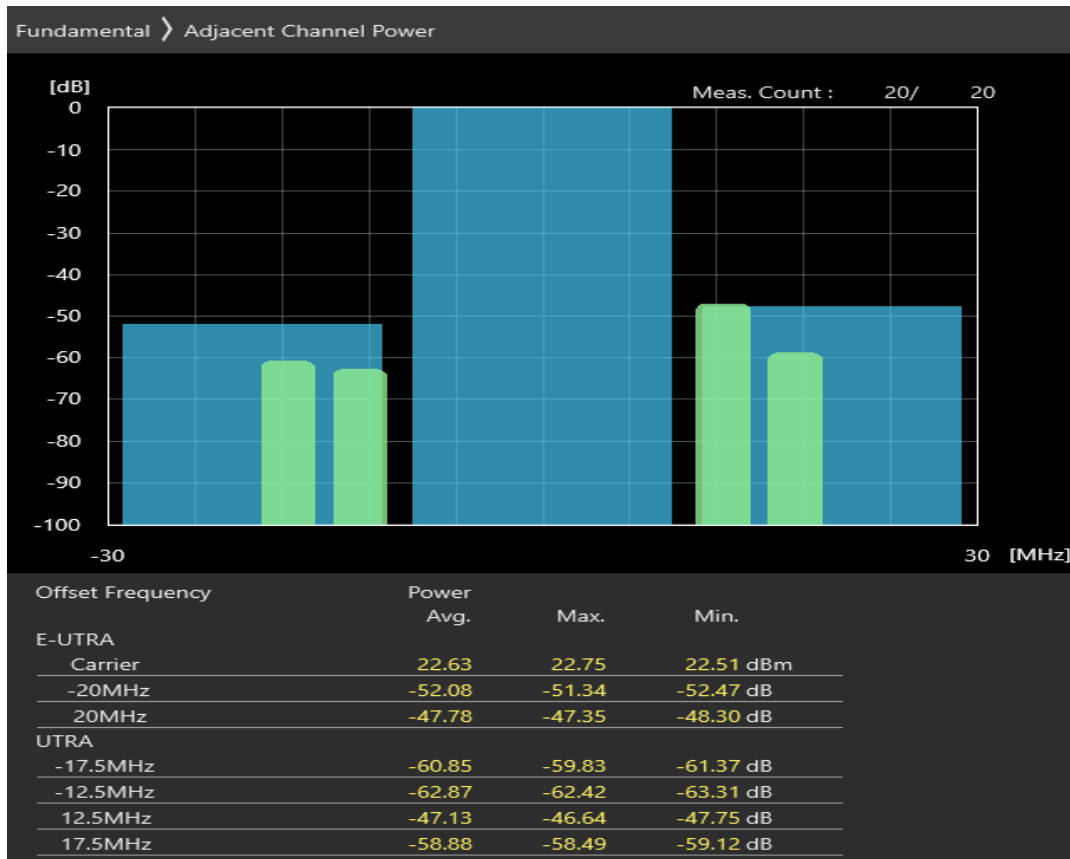 Fundamental ❯ Adjacent Channel Power
[dB]
Meas. Count : 20/ 20
0
-10
-20
-30
-40
-50
-60
-70
-80
-90
-100
-30 30 [MHz]
Offset Frequency Power
Avg. Max. Min.
E-UTRA
Carrier 22.63 22.75 22.51 dBm
-20MHz -52.08 -51.34 -52.47 dB
20MHz -47.78 -47.35 -48.30 dB
UTRA
-17.5MHz -60.85 -59.83 -61.37 dB
-12.5MHz -62.87 -62.42 -63.31 dB
12.5MHz -47.13 -46.64 -47.75 dB
17.5MHz -58.88 -58.49 -59.12 dB